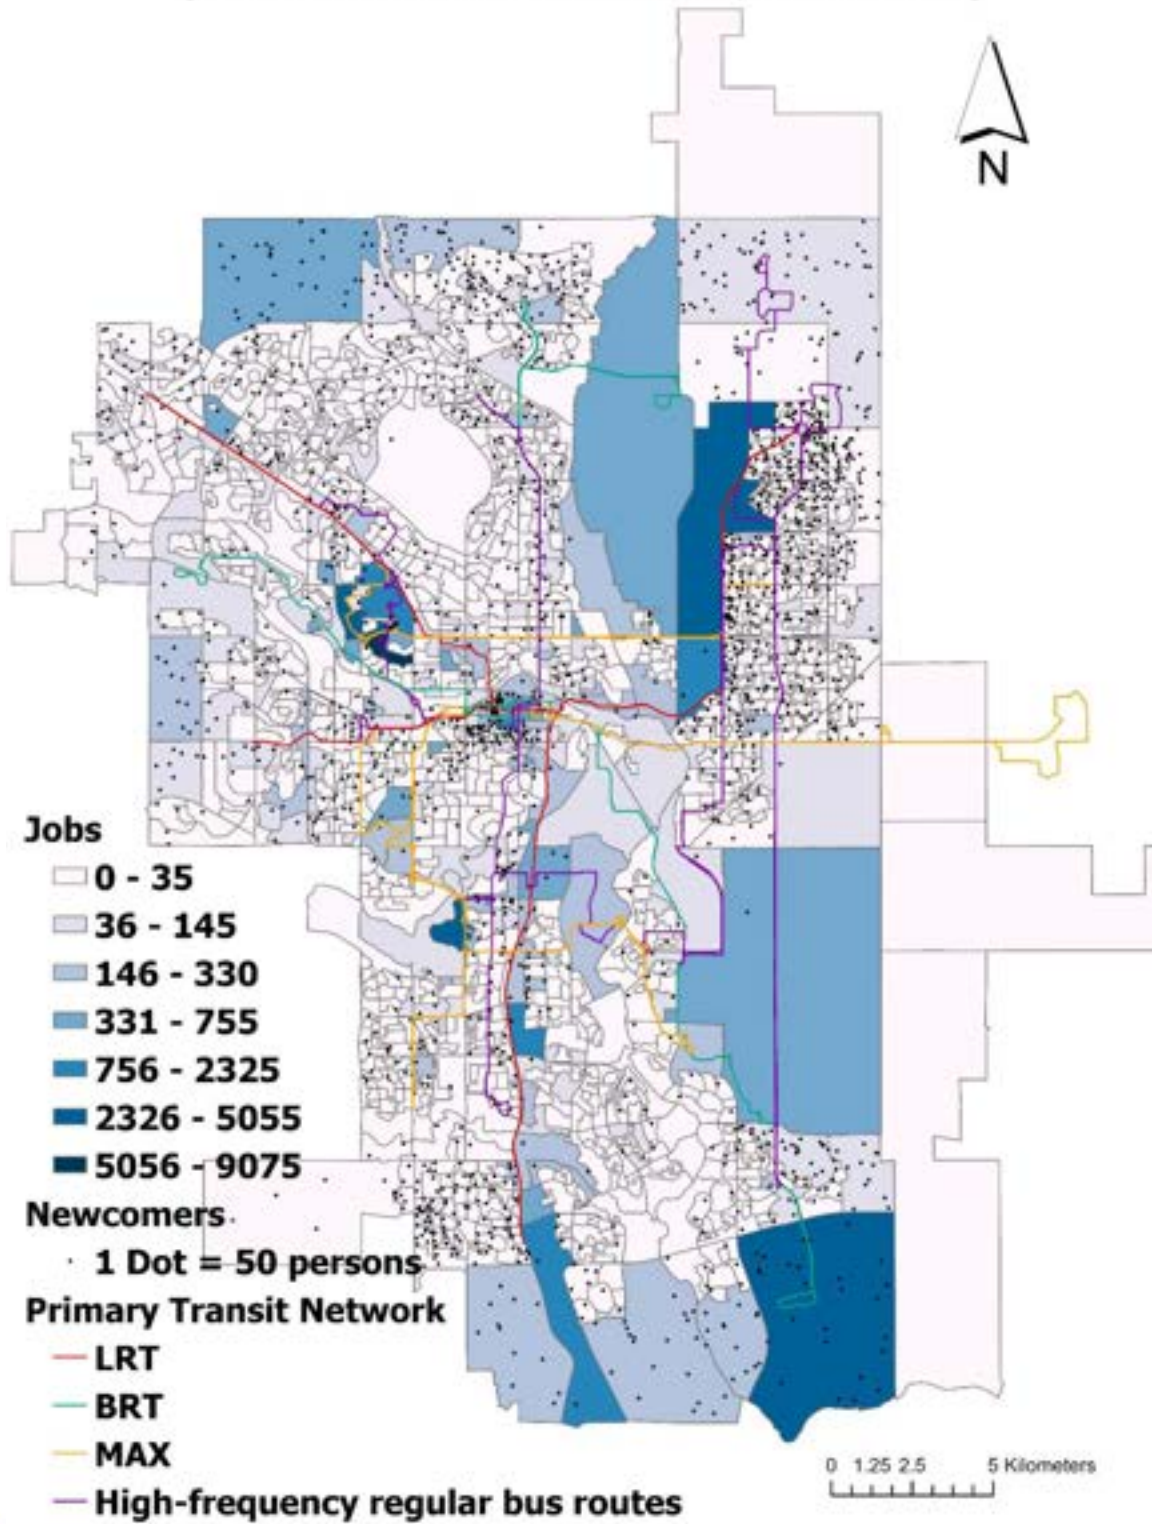 N
Jobs
0 - 35
36 - 145
146 - 330
331 - 755
756 - 2325
2326 - 5055
5056 - 9075
Newcomers
1 Dot = 50 persons
Primary Transit Network
LRT
BRT
MAX
High-frequency regular bus routes
0 1.25 2.5 5 Kilometers